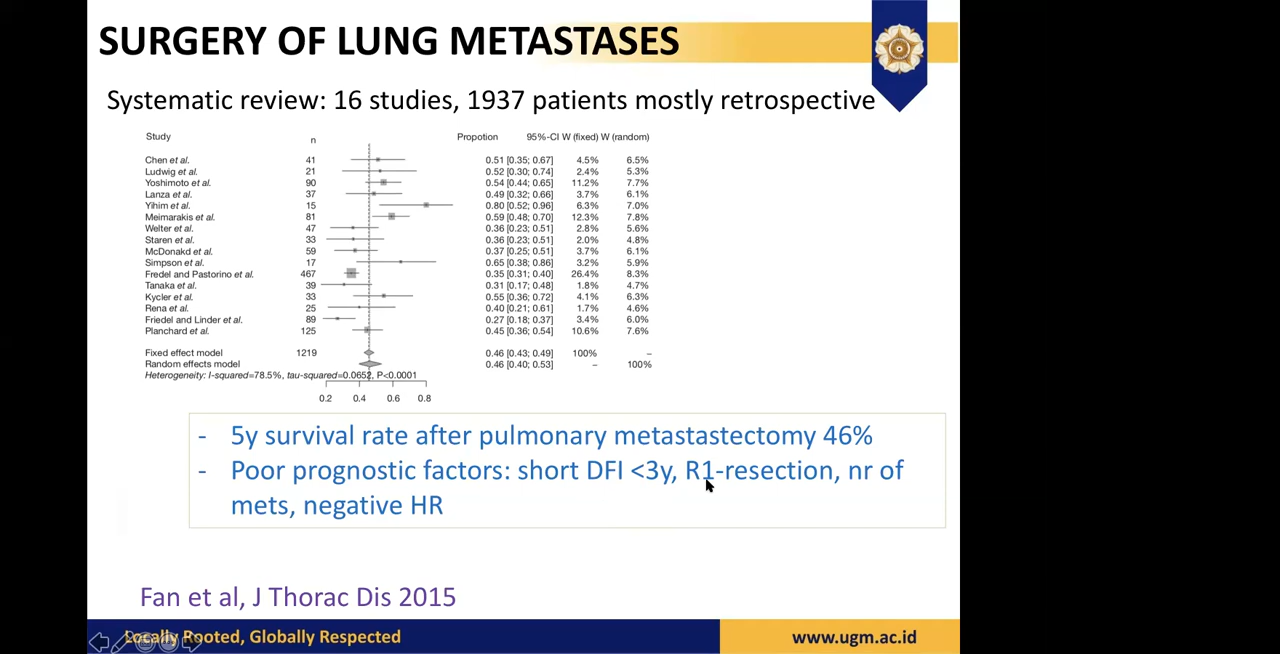 SURGERY OF LUNG METASTASES
Systematic review: 16 studies, 1937 patients mostly retrospective
Study n Propotion 95%-CI W (fixed) W (random)
Chen et al. 41 0.51 [0.35; 0.67] 4.5% 6.5%
Ludwig et al. 21 0.52 [0.30; 0.74] 2.4% 5.3%
Yoshimoto et al. 90 0.54 [0.44; 0.65] 11.2% 7.7%
Lanza et al. 37 0.49 [0.32; 0.66] 3.7% 6.1%
Yihim et al. 15 0.80 [0.52; 0.96] 6.3% 7.0%
Meimarakis et al. 81 0.59 [0.48; 0.70] 12.3% 7.8%
Welter et al. 47 0.36 [0.23; 0.51] 2.8% 5.6%
Staren et al. 33 0.36 [0.23; 0.51] 2.0% 4.8%
McDonakd et al. 59 0.37 [0.25; 0.51] 3.7% 6.1%
Simpson et al. 17 0.65 [0.38; 0.86] 3.2% 5.9%
Fredel and Pastorino et al. 467 0.35 [0.31; 0.40] 26.4% 8.3%
Tanaka et al. 39 0.31 [0.17; 0.48] 1.8% 4.7%
Kycler et al. 33 0.55 [0.36; 0.72] 4.1% 6.3%
Rena et al. 25 0.40 [0.21; 0.61] 1.7% 4.6%
Friedel and Linder et al. 89 0.27 [0.18; 0.37] 3.4% 6.0%
Planchard et al. 125 0.45 [0.36; 0.54] 10.6% 7.6%
Fixed effect model 1219 0.46 [0.43; 0.49] 100% –
Random effects model 0.46 [0.40; 0.53] – 100%
Heterogeneity: I-squared=78.5%, tau-squared=0.0652, P<0.0001
0.2 0.4 0.6 0.8
- 5y survival rate after pulmonary metastastectomy 46%
- Poor prognostic factors: short DFI <3y, R1-resection, nr of
mets, negative HR
Fan et al, J Thorac Dis 2015
Locally Rooted, Globally Respected
www.ugm.ac.id